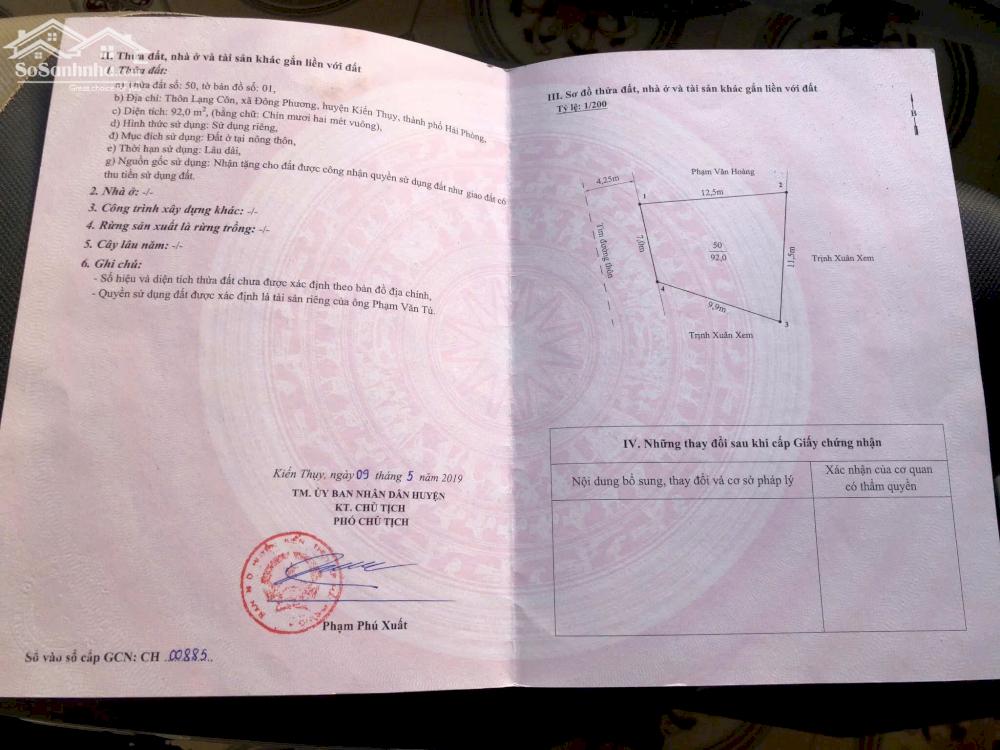 SoSanhnha
Great choice
II. Thửa đất, nhà ở và tài sản khác gắn liền với đất
1. Thửa đất:
a) Thửa đất số: 50, tờ bản đồ số: 01,
b) Địa chỉ: Thôn Lạng Côn, xã Đông Phương, huyện Kiến Thụy, thành phố Hải Phòng,
c) Diện tích: 92,0 m², (bằng chữ: Chín mươi hai mét vuông),
d) Hình thức sử dụng: Sử dụng riêng,
đ) Mục đích sử dụng: Đất ở tại nông thôn,
e) Thời hạn sử dụng: Lâu dài,
g) Nguồn gốc sử dụng: Nhận tặng cho đất được công nhận quyền sử dụng đất như giao đất có
thu tiền sử dụng đất.
2. Nhà ở: -/-
3. Công trình xây dựng khác: -/-
4. Rừng sản xuất là rừng trồng: -/-
5. Cây lâu năm: -/-
6. Ghi chú:
- Số hiệu và diện tích thửa đất chưa được xác định theo bản đồ địa chính,
- Quyền sử dụng đất được xác định là tài sản riêng của ông Phạm Văn Tú.
Kiến Thụy, ngày 09 tháng 5 năm 2019
TM. ỦY BAN NHÂN DÂN HUYỆN
KT. CHỦ TỊCH
PHÓ CHỦ TỊCH
Phạm Phú Xuất
Số vào sổ cấp GCN: CH 00885
III. Sơ đồ thửa đất, nhà ở và tài sản khác gắn liền với đất
Tỷ lệ: 1/200
B
Phạm Văn Hoàng
4,25m
1
12,5m
2
Tim đường thôn
7,0m
50
92,0
11,5m
Trịnh Xuân Xem
4
9,9m
3
Trịnh Xuân Xem
IV. Những thay đổi sau khi cấp Giấy chứng nhận
Nội dung bổ sung, thay đổi và cơ sở pháp lý
Xác nhận của cơ quan
có thẩm quyền